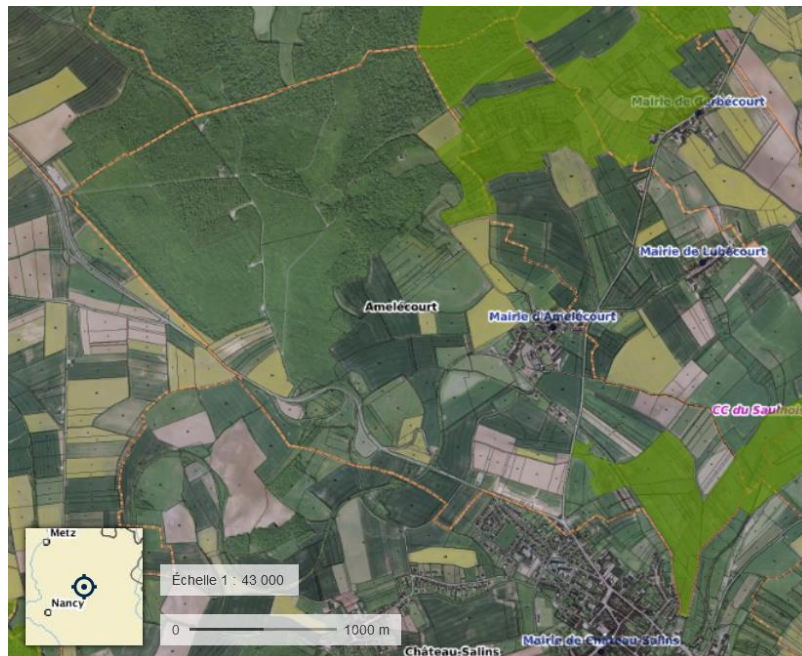 Mairie de Gerbécourt
Mairie de Lubécourt
Amelécourt
Mairie d'Amelécourt
CC du Saulnois
Metz
Nancy
Échelle 1 : 43 000
0
1000 m
Mairie de Château-Salins
Château-Salins